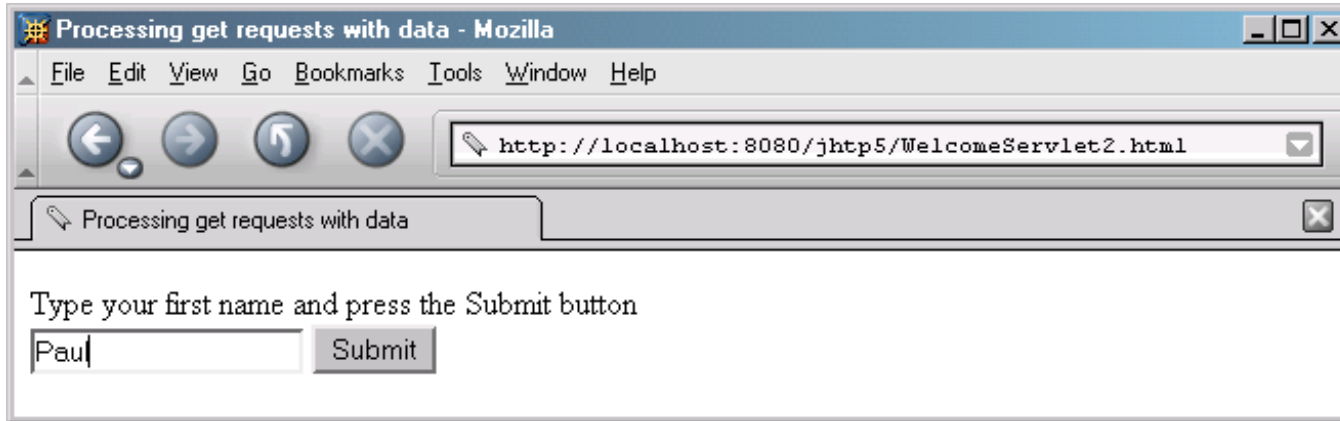 Processing get requests with data - Mozilla
File Edit View Go Bookmarks Tools Window Help
http://localhost:8080/jhtp5/WelcomeServlet2.html
Processing get requests with data
Type your first name and press the Submit button
Paul Submit